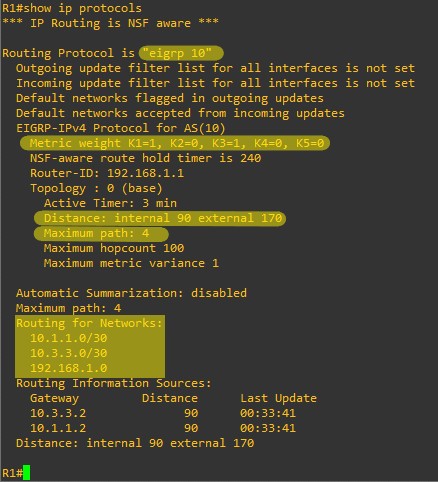 R1#show ip protocols
*** IP Routing is NSF aware ***
Routing Protocol is "eigrp 10"
Outgoing update filter list for all interfaces is not set
Incoming update filter list for all interfaces is not set
Default networks flagged in outgoing updates
Default networks accepted from incoming updates
EIGRP-IPv4 Protocol for AS(10)
Metric weight K1=1, K2=0, K3=1, K4=0, K5=0
NSF-aware route hold timer is 240
Router-ID: 192.168.1.1
Topology : 0 (base)
Active Timer: 3 min
Distance: internal 90 external 170
Maximum path: 4
Maximum hopcount 100
Maximum metric variance 1
Automatic Summarization: disabled
Maximum path: 4
Routing for Networks:
10.1.1.0/30
10.3.3.0/30
192.168.1.0
Routing Information Sources:
Gateway Distance Last Update
10.3.3.2 90 00:33:41
10.1.1.2 90 00:33:41
Distance: internal 90 external 170
R1#